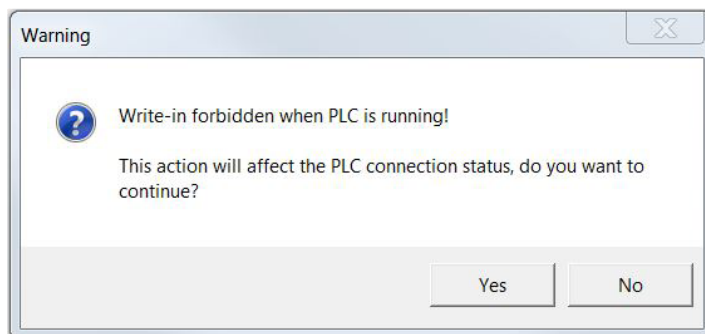 Warning
Write-in forbidden when PLC is running!
This action will affect the PLC connection status, do you want to
continue?
Yes
No